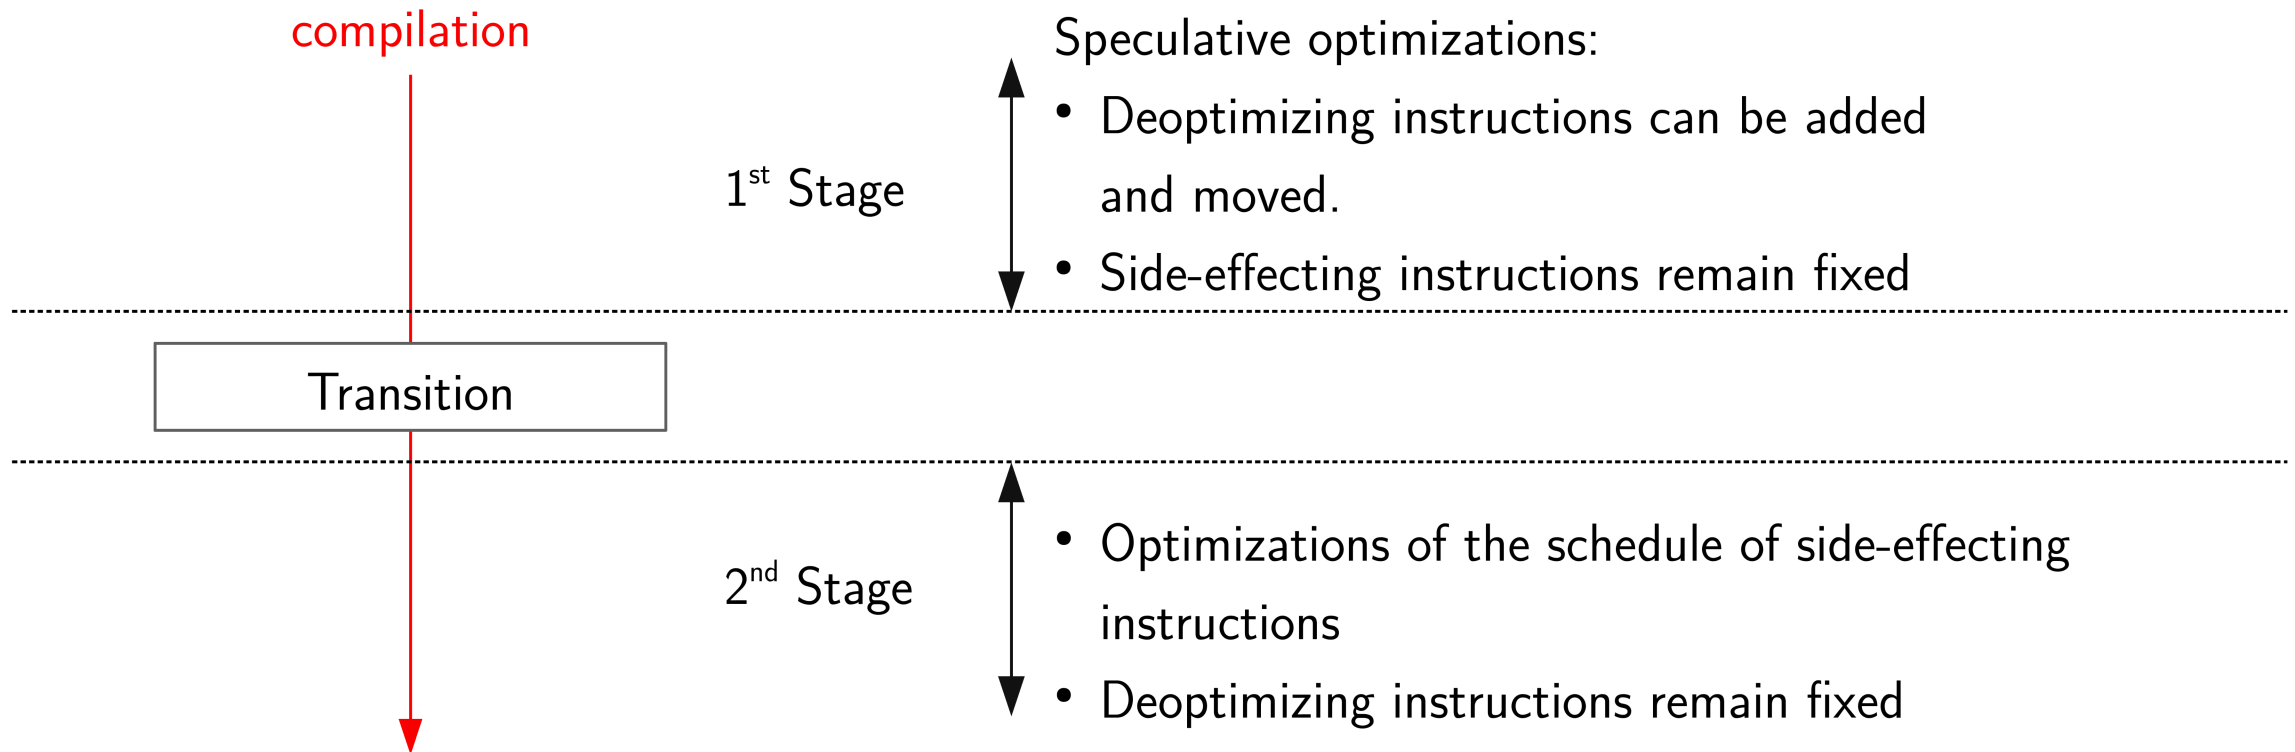 compilation
Speculative optimizations:
• Deoptimizing instructions can be added
and moved.
1st Stage
• Side-effecting instructions remain fixed
Transition
• Optimizations of the schedule of side-effecting
instructions
2nd Stage
• Deoptimizing instructions remain fixed